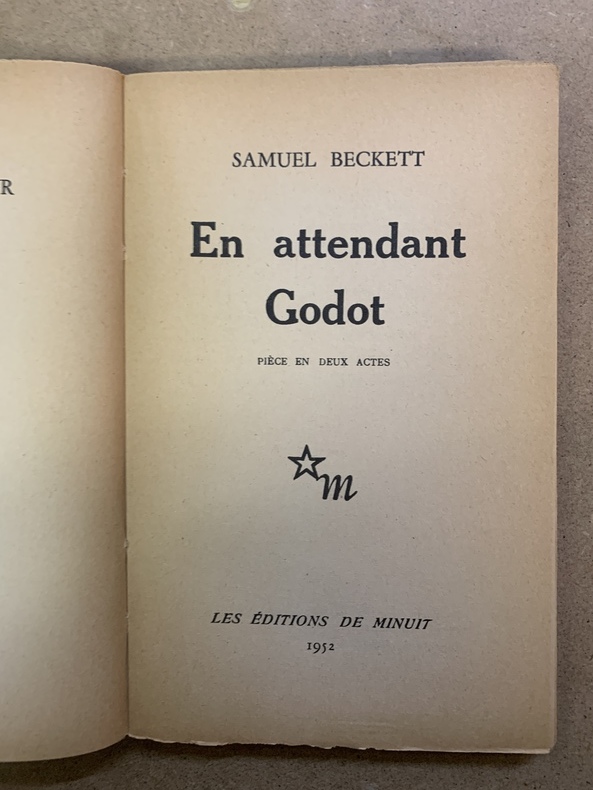 R
SAMUEL BECKETT
En attendant
Godot
PIÈCE EN DEUX ACTES
m
LES ÉDITIONS DE MINUIT
1952